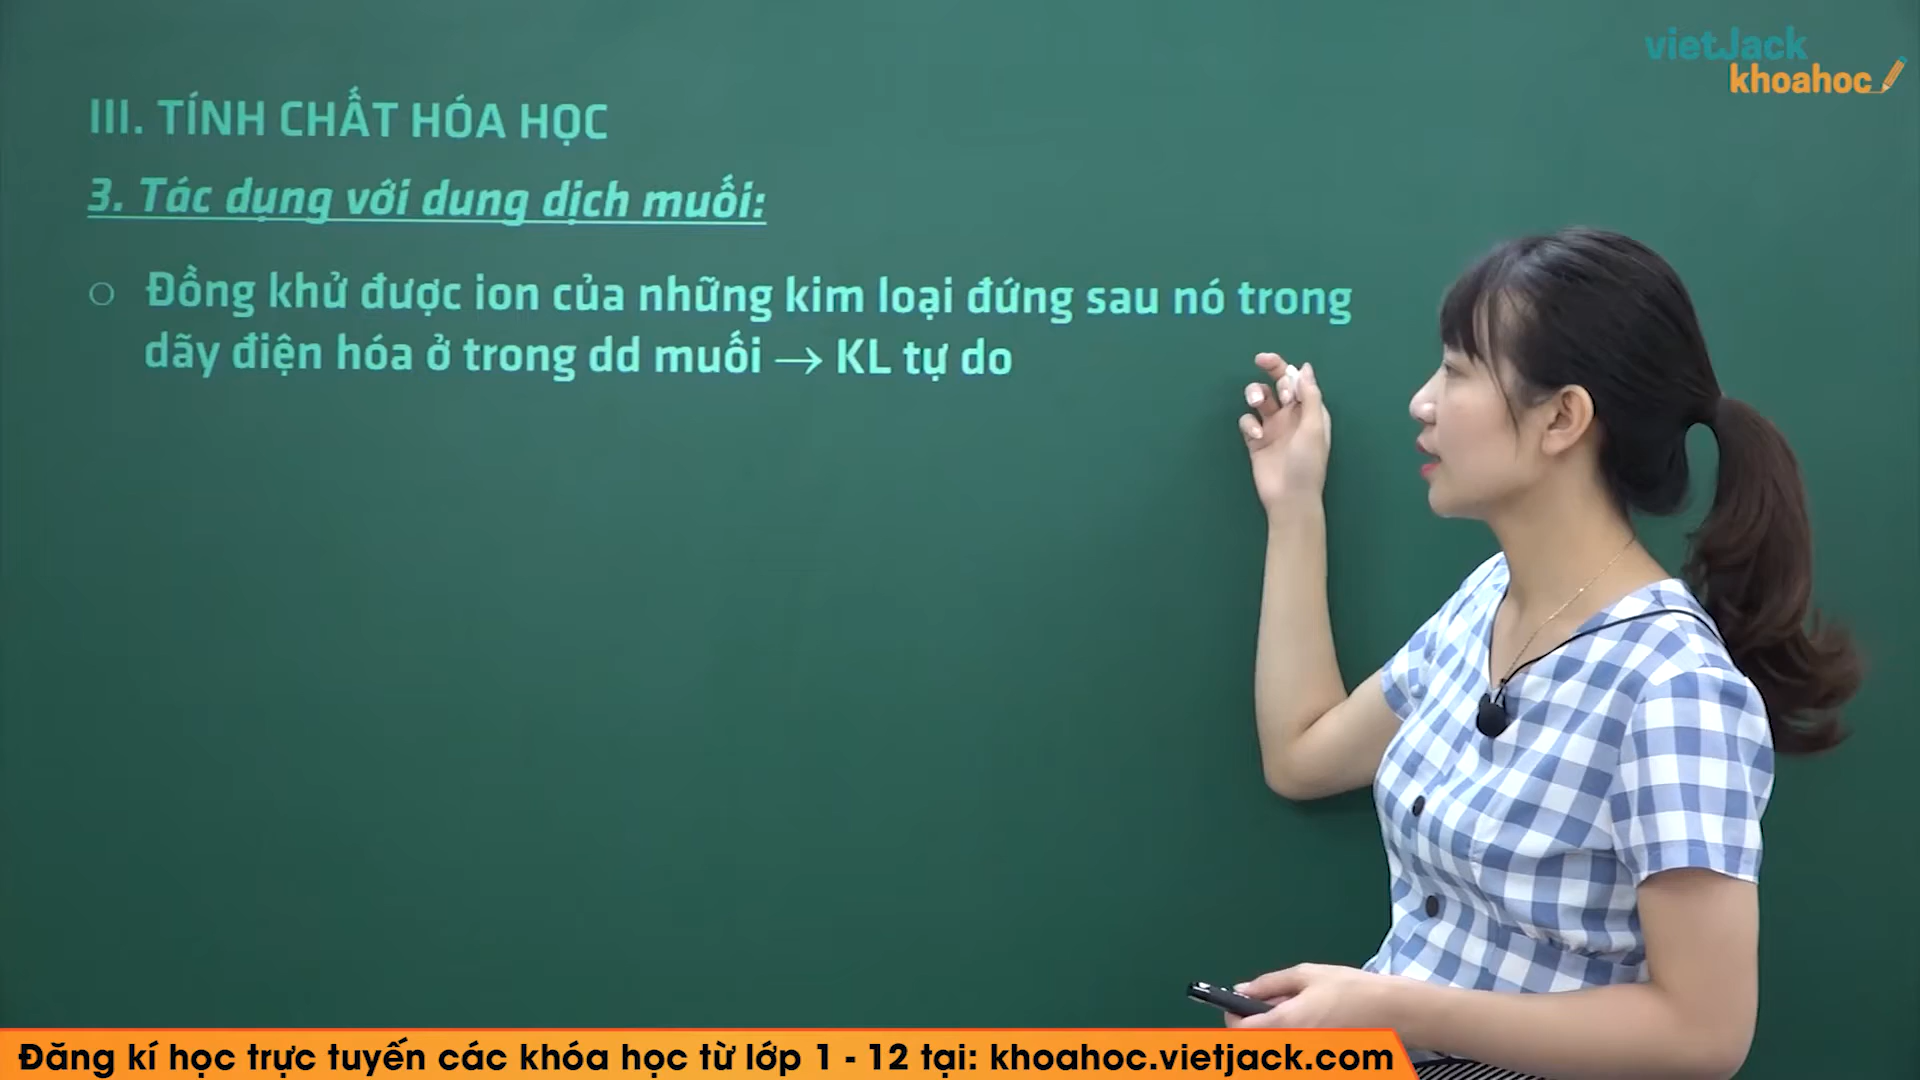 vietJack
khoahoc
III. TÍNH CHẤT HÓA HỌC
3. Tác dụng với dung dịch muối:
○ Đồng khử được ion của những kim loại đứng sau nó trong
dãy điện hóa ở trong dd muối → KL tự do
Đăng kí học trực tuyến các khóa học từ lớp 1 - 12 tại: khoahoc.vietjack.com